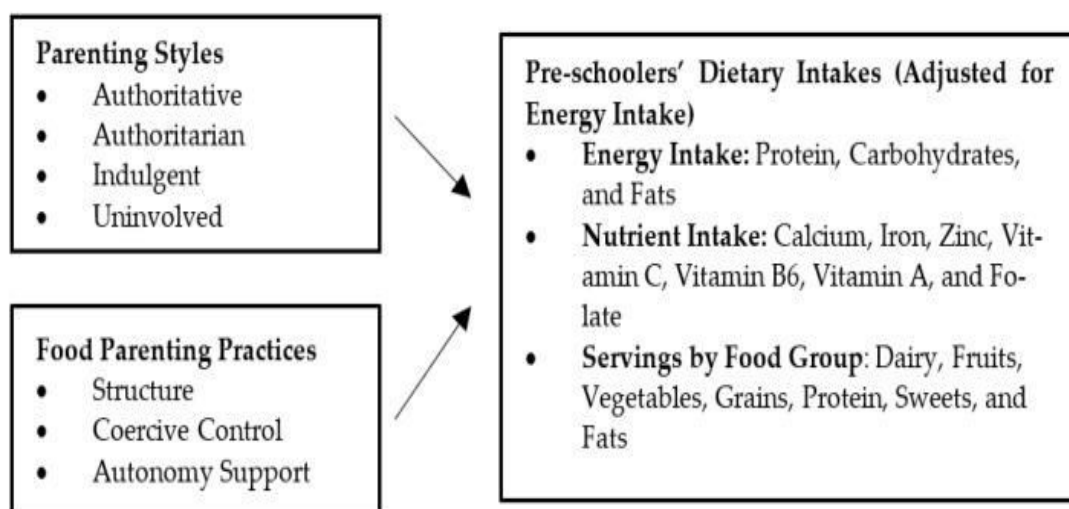 Parenting Styles
• Authoritative
• Authoritarian
• Indulgent
• Uninvolved
Food Parenting Practices
• Structure
• Coercive Control
• Autonomy Support
Pre-schoolers' Dietary Intakes (Adjusted for
Energy Intake)
• Energy Intake: Protein, Carbohydrates,
and Fats
• Nutrient Intake: Calcium, Iron, Zinc, Vit-
amin C, Vitamin B6, Vitamin A, and Fo-
late
• Servings by Food Group: Dairy, Fruits,
Vegetables, Grains, Protein, Sweets, and
Fats